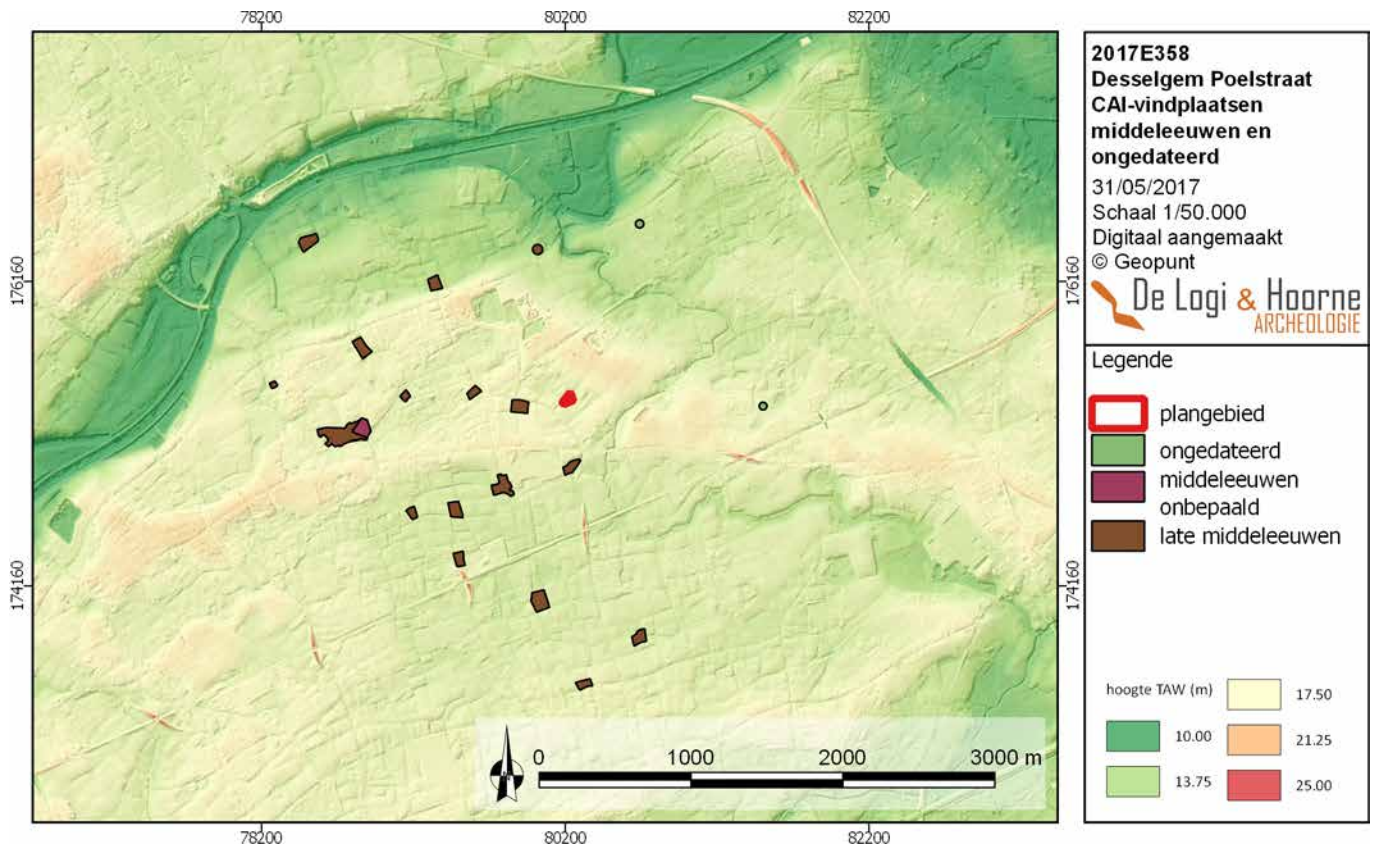 78200 80200 82200
176160 176160
174160 174160
0 1000 2000 3000 m
78200 80200 82200
2017E358
Desselgem Poelstraat
CAI-vindplaatsen
middeleeuwen en
ongedateerd
31/05/2017
Schaal 1/50.000
Digitaal aangemaakt
© Geopunt
De Logi & Hoorne
ARCHEOLOGIE
Legende
plangebied
ongedateerd
middeleeuwen
onbepaald
late middeleeuwen
hoogte TAW (m)
10.00
13.75
17.50
21.25
25.00